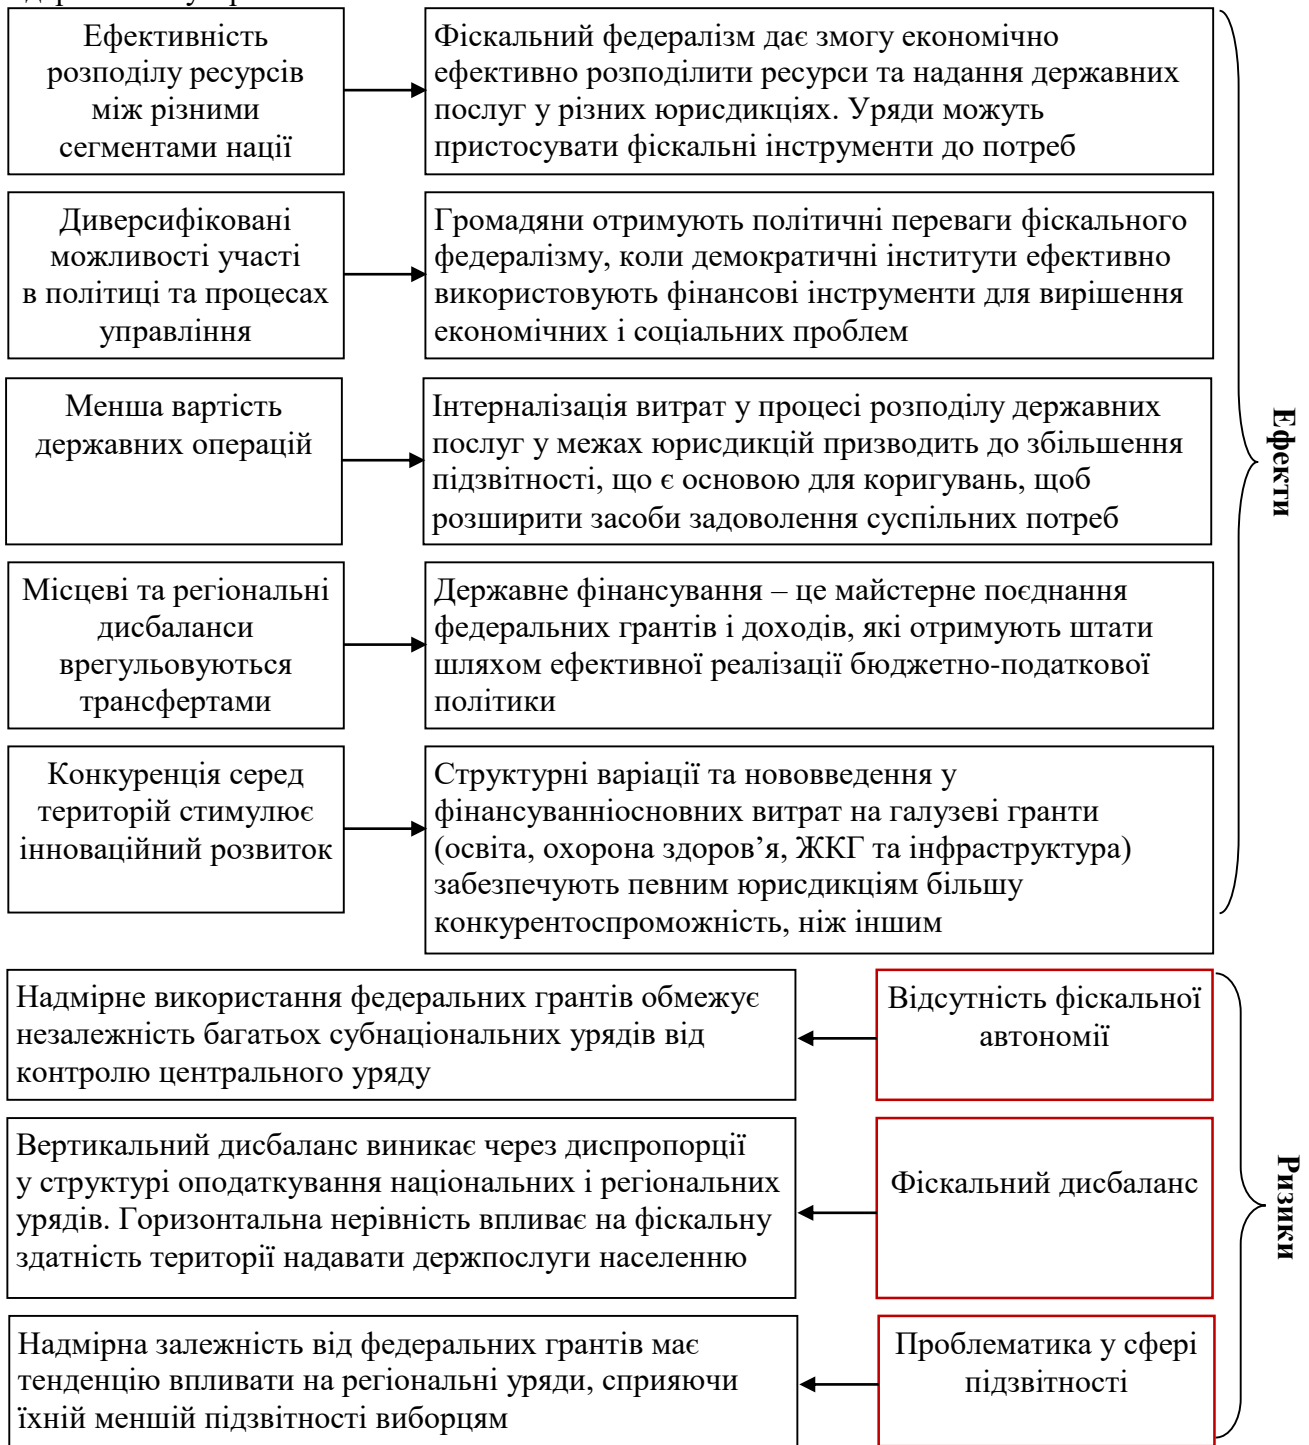 Ефективність
розподілу ресурсів
між різними
сегментами нації
Фіскальний федералізм дає змогу економічно
ефективно розподілити ресурси та надання державних
послуг у різних юрисдикціях. Уряди можуть
пристосувати фіскальні інструменти до потреб
Диверсифіковані
можливості участі
в політиці та процесах
управління
Громадяни отримують політичні переваги фіскального
федералізму, коли демократичні інститути ефективно
використовують фінансові інструменти для вирішення
економічних і соціальних проблем
Менша вартість
державних операцій
Інтерналізація витрат у процесі розподілу державних
послуг у межах юрисдикцій призводить до збільшення
підзвітності, що є основою для коригувань, щоб
розширити засоби задоволення суспільних потреб
Місцеві та регіональні
дисбаланси
врегульовуються
трансфертами
Державне фінансування – це майстерне поєднання
федеральних грантів і доходів, які отримують штати
шляхом ефективної реалізації бюджетно-податкової
політики
Конкуренція серед
територій стимулює
інноваційний розвиток
Структурні варіації та нововведення у
фінансуванніосновних витрат на галузеві гранти
(освіта, охорона здоров’я, ЖКГ та інфраструктура)
забезпечують певним юрисдикціям більшу
конкурентоспроможність, ніж іншим
Ефекти
Надмірне використання федеральних грантів обмежує
незалежність багатьох субнаціональних урядів від
контролю центрального уряду
Відсутність фіскальної
автономії
Вертикальний дисбаланс виникає через диспропорції
у структурі оподаткування національних і регіональних
урядів. Горизонтальна нерівність впливає на фіскальну
здатність території надавати держпослуги населенню
Фіскальний дисбаланс
Надмірна залежність від федеральних грантів має
тенденцію впливати на регіональні уряди, сприяючи
їхній меншій підзвітності виборцям
Проблематика у сфері
підзвітності
Ризики